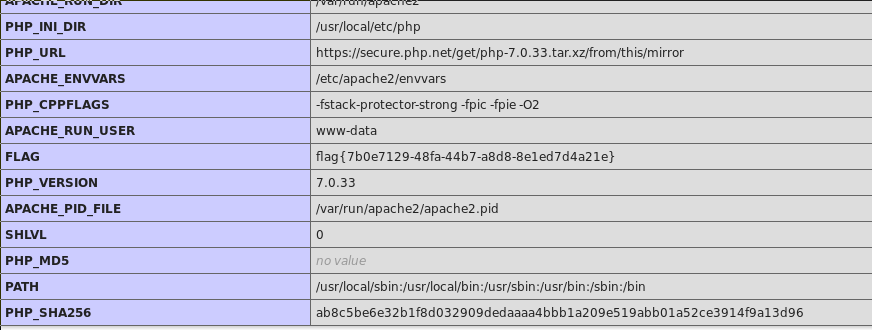 APACHE_RUN_DIR /var/run/apache2
PHP_INI_DIR /usr/local/etc/php
PHP_URL https://secure.php.net/get/php-7.0.33.tar.xz/from/this/mirror
APACHE_ENVVARS /etc/apache2/envvars
PHP_CPPFLAGS -fstack-protector-strong -fpic -fpie -O2
APACHE_RUN_USER www-data
FLAG flag{7b0e7129-48fa-44b7-a8d8-8e1ed7d4a21e}
PHP_VERSION 7.0.33
APACHE_PID_FILE /var/run/apache2/apache2.pid
SHLVL 0
PHP_MD5 no value
PATH /usr/local/sbin:/usr/local/bin:/usr/sbin:/usr/bin:/sbin:/bin
PHP_SHA256 ab8c5be6e32b1f8d032909dedaaaa4bbb1a209e519abb01a52ce3914f9a13d96